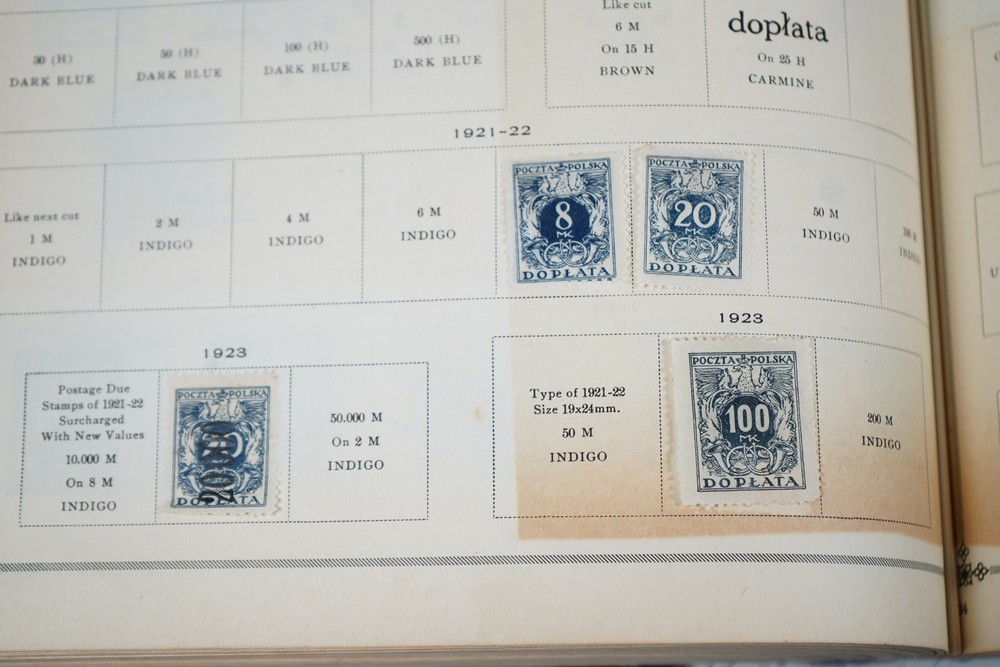 30 (H)
DARK BLUE
50 (H)
DARK BLUE
100 (H)
DARK BLUE
500 (H)
DARK BLUE
Like cut
6 M
On 15 H
BROWN
dopłata
On 25 H
CARMINE
1921-22
Like next cut
1 M
INDIGO
2 M
INDIGO
4 M
INDIGO
6 M
INDIGO
POCZTA POLSKA
8
MK
DOPŁATA
POCZTA POLSKA
20
MK
DOPŁATA
50 M
INDIGO
1923
Postage Due
Stamps of 1921-22
Surcharged
With New Values
10.000 M
On 8 M
INDIGO
POCZTA POLSKA
DOPŁATA
50.000 M
On 2 M
INDIGO
1923
Type of 1921-22
Size 19x24mm.
50 M
INDIGO
POCZTA POLSKA
100
MK
DOPŁATA
200 M
INDIGO